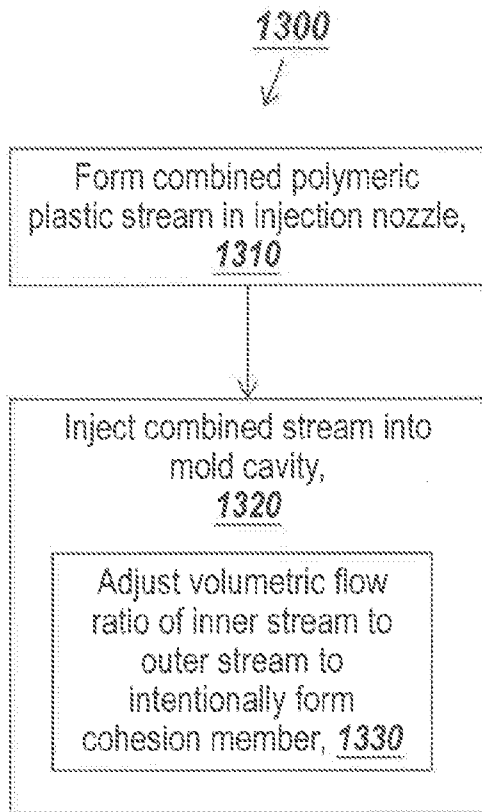 1300
Form combined polymeric
plastic stream in injection nozzle,
1310
Inject combined stream into
mold cavity,
1320
Adjust volumetric flow
ratio of inner stream to
outer stream to
intentionally form
cohesion member, 1330